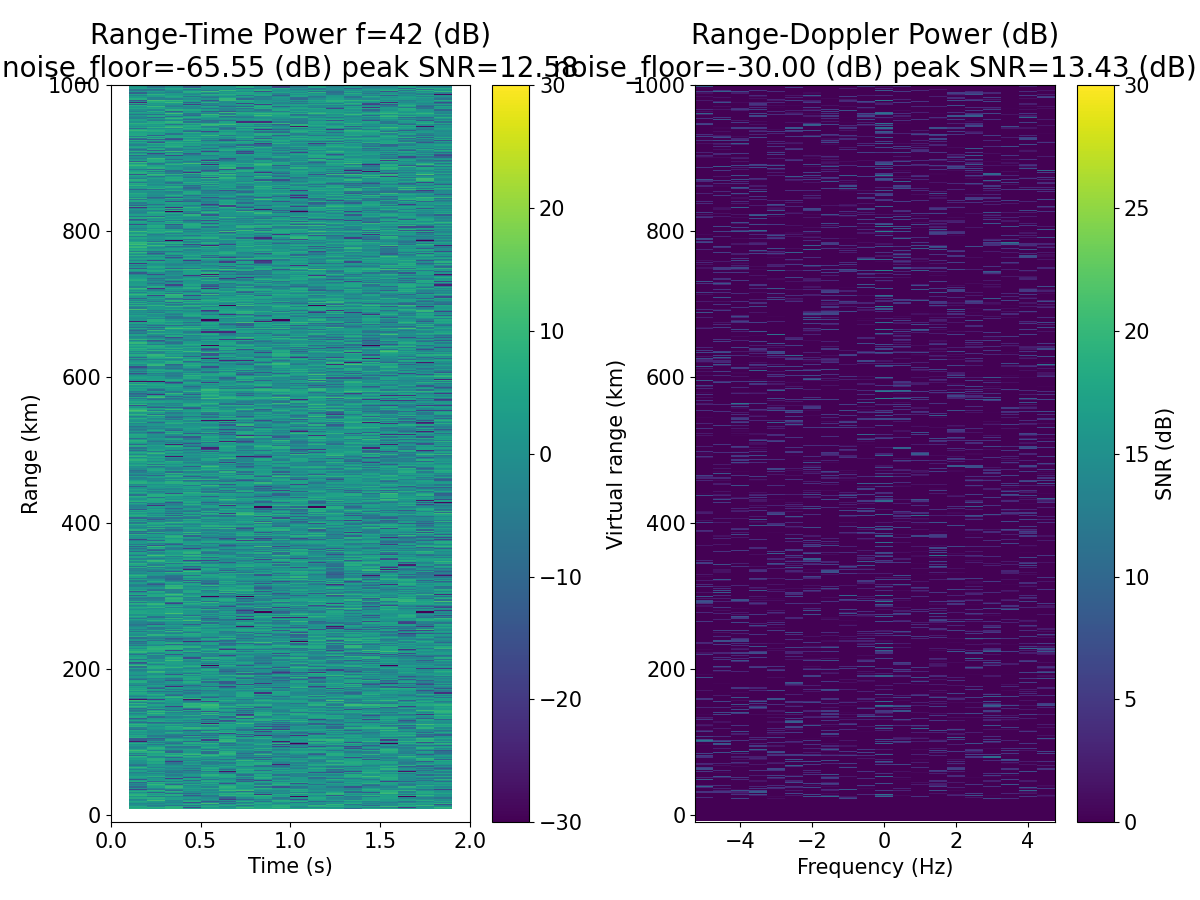 Range-Time Power f=42 (dB)
noise_floor=-65.55 (dB) peak SNR=12.58
Range-Doppler Power (dB)
noise_floor=-30.00 (dB) peak SNR=13.43 (dB)
1000
800
600
400
200
0
Range (km)
0.0 0.5 1.0 1.5 2.0
Time (s)
30
20
10
0
−10
−20
−30
1000
800
600
400
200
0
Virtual range (km)
−4 −2 0 2 4
Frequency (Hz)
30
25
20
15
10
5
0
SNR (dB)